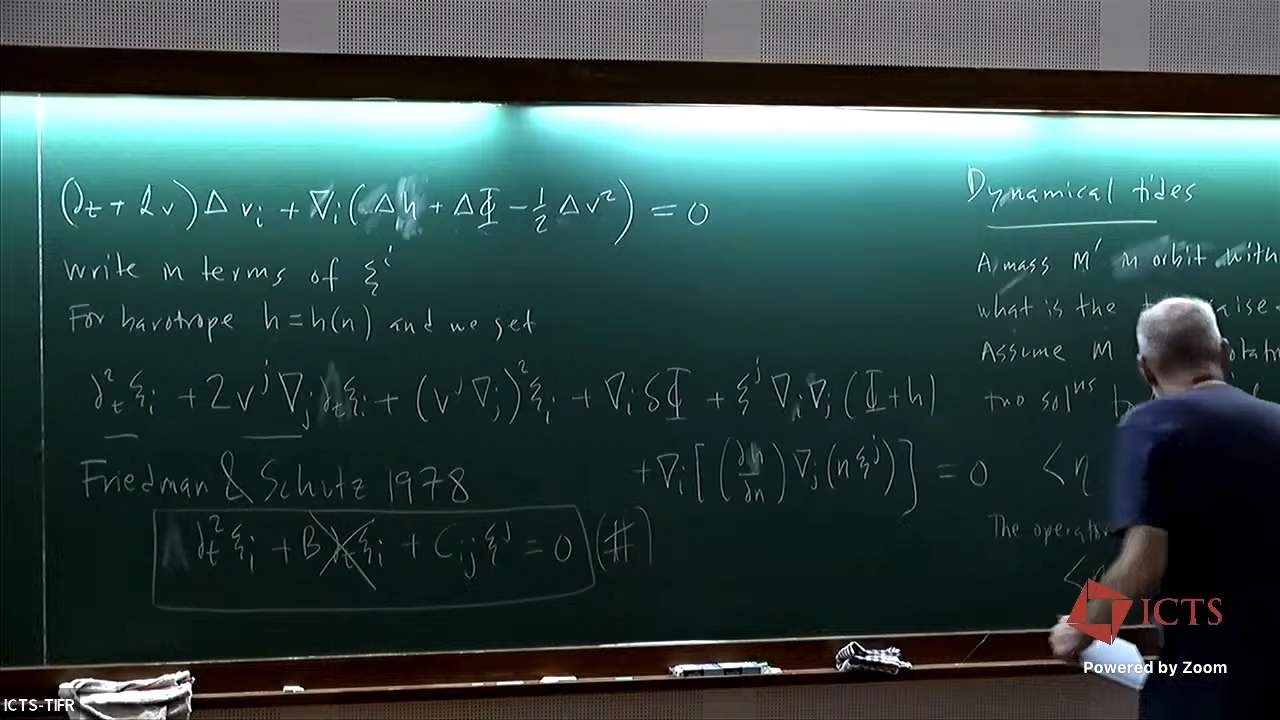 (∂_t + ℒ_v) Δ v_i + ∇_i (Δh + ΔΦ − ½ Δv²) = 0
write in terms of ξ^i
For barotrope h = h(n) and we get
∂_t² ξ_i + 2v^j ∇_j ∂_t ξ_i + (v^j ∇_j)² ξ_i + ∇_i δΦ + ξ^j ∇_i ∇_j (Φ + h)
+ ∇_i [(∂h/∂n) ∇_j (n ξ^j)] = 0
Friedman & Schutz 1978
∂_t² ξ_i + B ∂_t ξ_i + C_ij ξ^j = 0 (#)
Dynamical tides
A mass M' in orbit with
what is the
Assume M
two sol^ns
<η
The operator
<η
ICTS
Powered by Zoom
ICTS-TIFR